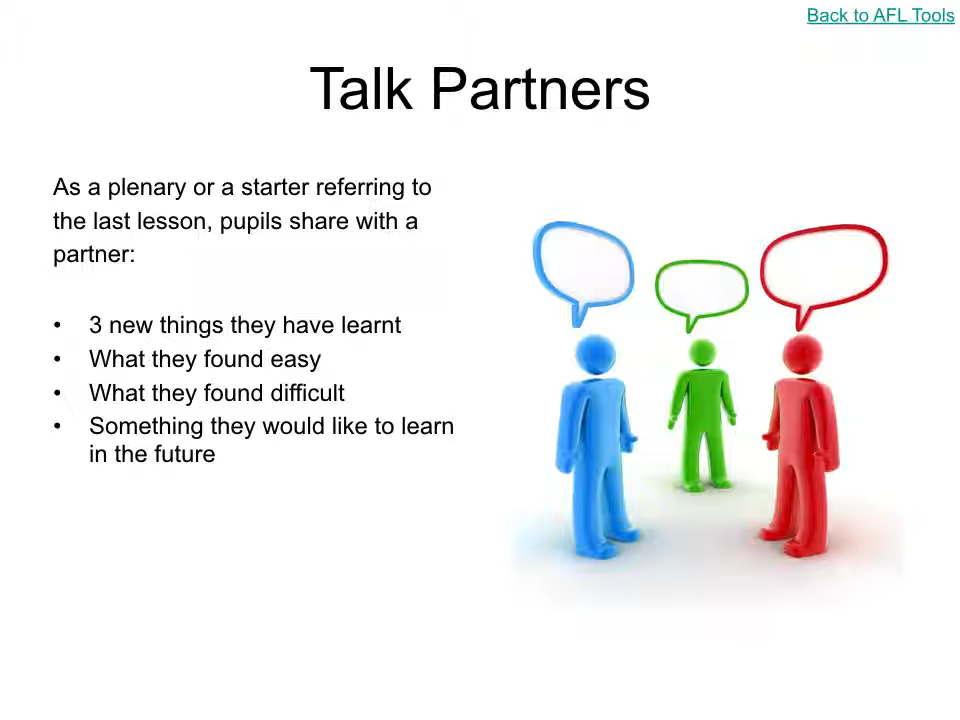 Back to AFL Tools
Talk Partners
As a plenary or a starter referring to
the last lesson, pupils share with a
partner:
• 3 new things they have learnt
• What they found easy
• What they found difficult
• Something they would like to learn
in the future